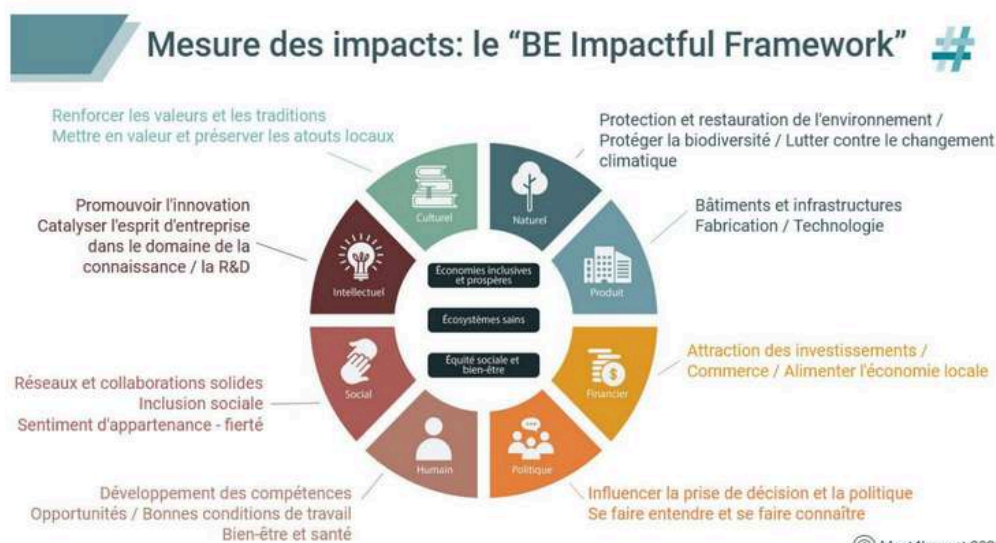 Mesure des impacts: le "BE Impactful Framework"
Renforcer les valeurs et les traditions
Mettre en valeur et préserver les atouts locaux
Protection et restauration de l'environnement /
Protéger la biodiversité / Lutter contre le changement
climatique
Culturel
Naturel
Promouvoir l'innovation
Catalyser l'esprit d'entreprise
dans le domaine de la
connaissance / la R&D
Bâtiments et infrastructures
Fabrication / Technologie
Intellectuel
Produit
Économies inclusives
et prospères
Écosystèmes sains
Équité sociale et
bien-être
Social
Financier
Réseaux et collaborations solides
Inclusion sociale
Sentiment d'appartenance - fierté
Attraction des investissements /
Commerce / Alimenter l'économie locale
Humain
Politique
Développement des compétences
Opportunités / Bonnes conditions de travail
Bien-être et santé
Influencer la prise de décision et la politique
Se faire entendre et se faire connaître